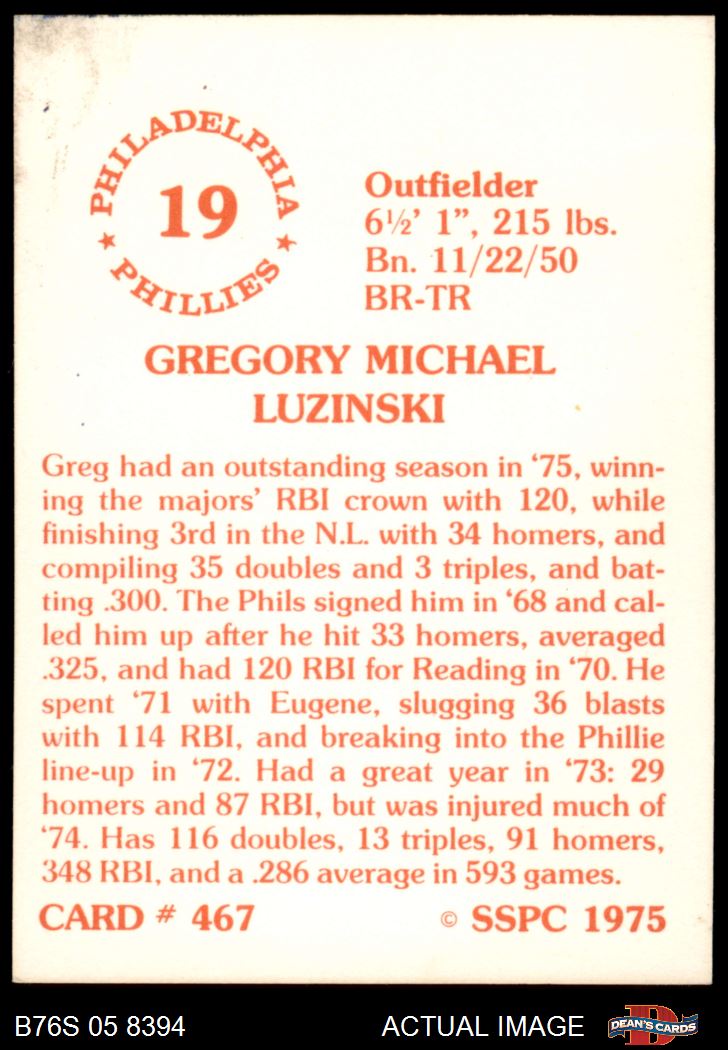 PHILADELPHIA
19
★ PHILLIES ★
Outfielder
6½’ 1”, 215 lbs.
Bn. 11/22/50
BR-TR
GREGORY MICHAEL
LUZINSKI
Greg had an outstanding season in ‘75, winn-
ing the majors’ RBI crown with 120, while
finishing 3rd in the N.L. with 34 homers, and
compiling 35 doubles and 3 triples, and bat-
ting .300. The Phils signed him in ‘68 and cal-
led him up after he hit 33 homers, averaged
.325, and had 120 RBI for Reading in ‘70. He
spent ‘71 with Eugene, slugging 36 blasts
with 114 RBI, and breaking into the Phillie
line-up in ‘72. Had a great year in ‘73: 29
homers and 87 RBI, but was injured much of
‘74. Has 116 doubles, 13 triples, 91 homers,
348 RBI, and a .286 average in 593 games.
CARD # 467 © SSPC 1975
B76S 05 8394 ACTUAL IMAGE D DEAN'S CARDS